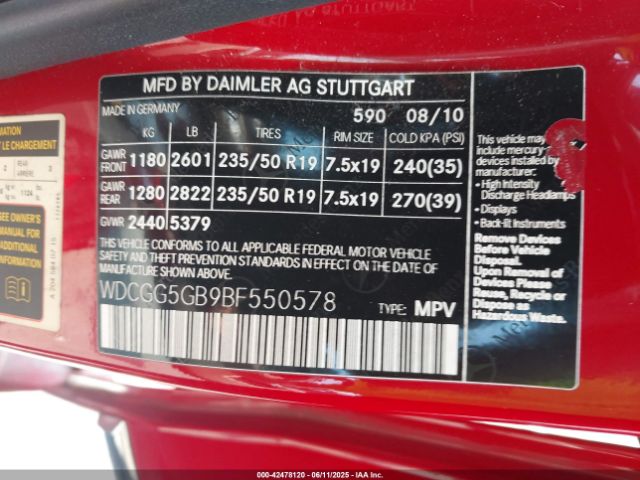 MFD BY DAIMLER AG STUTTGART
MADE IN GERMANY 590 08/10
KG LB TIRES RIM SIZE COLD KPA (PSI)
GAWR FRONT 1180 2601 235/50 R19 7.5x19 240(35)
GAWR REAR 1280 2822 235/50 R19 7.5x19 270(39)
GVWR 2440 5379
THIS VEHICLE CONFORMS TO ALL APPLICABLE FEDERAL MOTOR VEHICLE
SAFETY AND THEFT PREVENTION STANDARDS IN EFFECT ON THE DATE
OF MANUFACTURE SHOWN ABOVE
WDCGG5GB9BF550578 TYPE: MPV
This vehicle may
include mercury-
devices installed by
manufacturer:
- High Intensity
Discharge Headlamps
- Displays
- Back-lit Instruments
Remove Devices
Before Vehicle
Disposal.
Reuse, Recycle or
Dispose as
Hazardous Waste.
LE CHARGEMENT
REAR
ARRIERE
SEE OWNER'S
MANUAL FOR
ADDITIONAL
INFORMATION
000-42478120 - 06/11/2025 - IAA Inc.